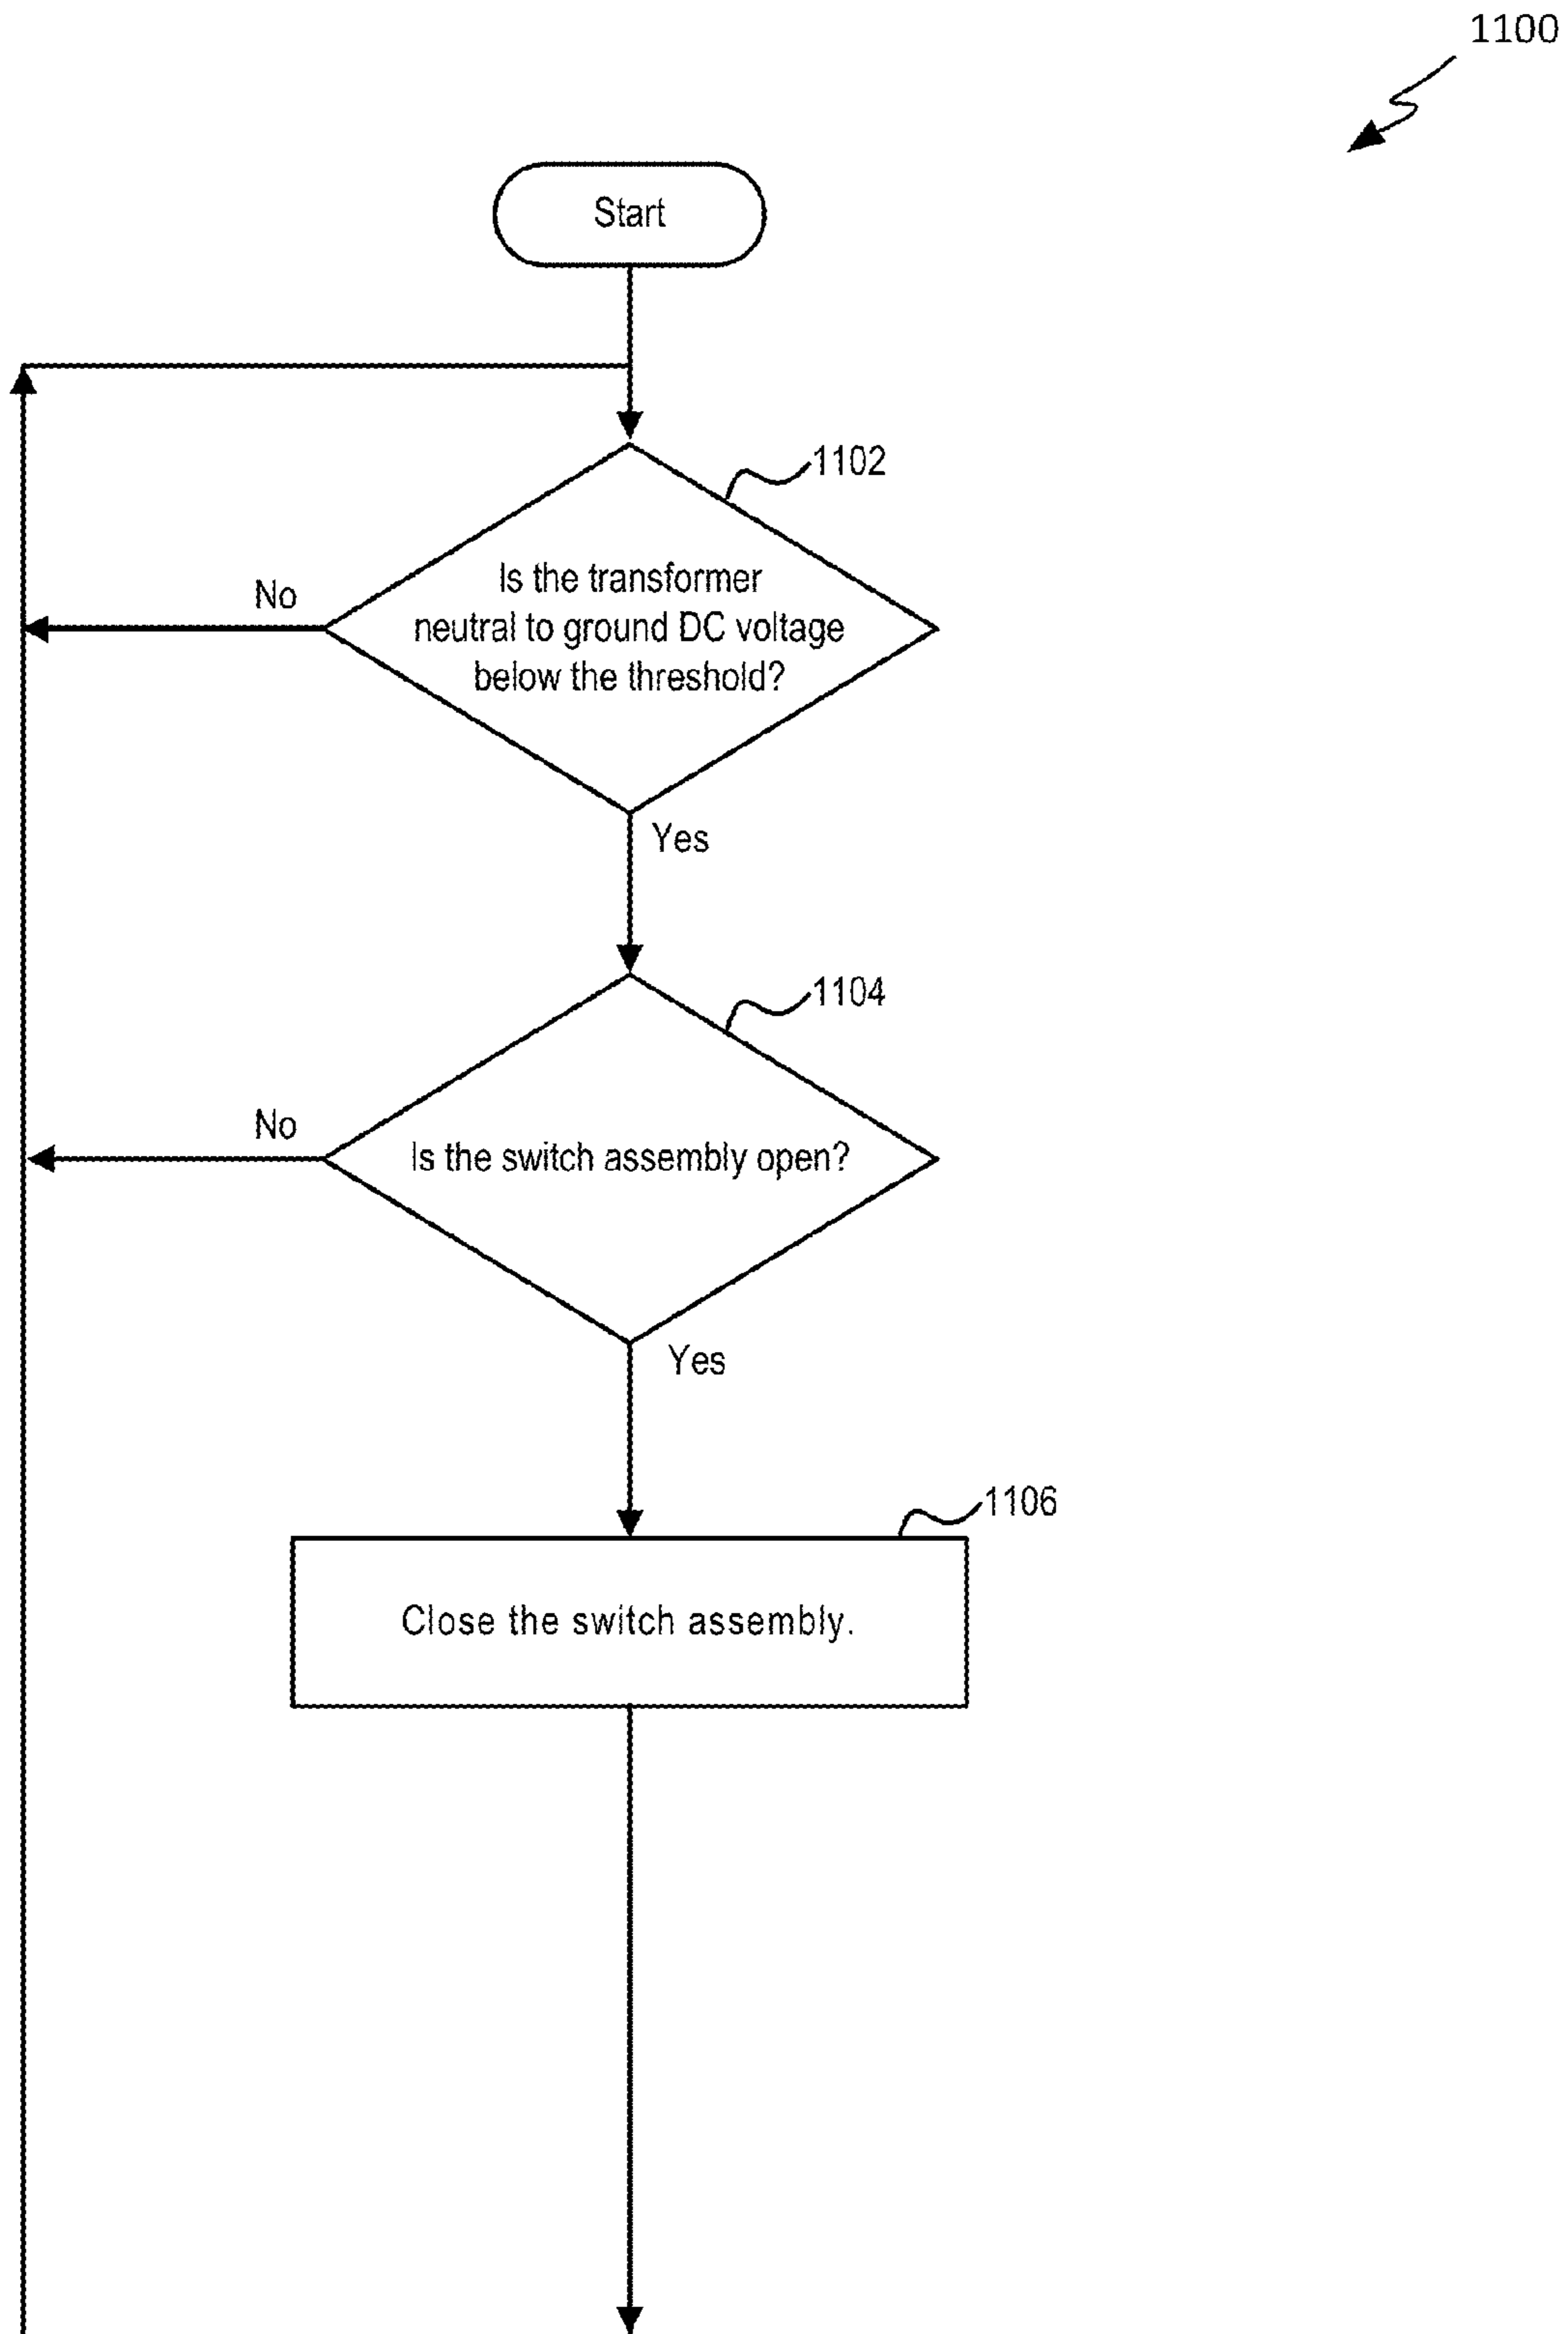 1100
Start
1102
Is the transformer
neutral to ground DC voltage
below the threshold?
No
Yes
1104
Is the switch assembly open?
No
Yes
1106
Close the switch assembly.